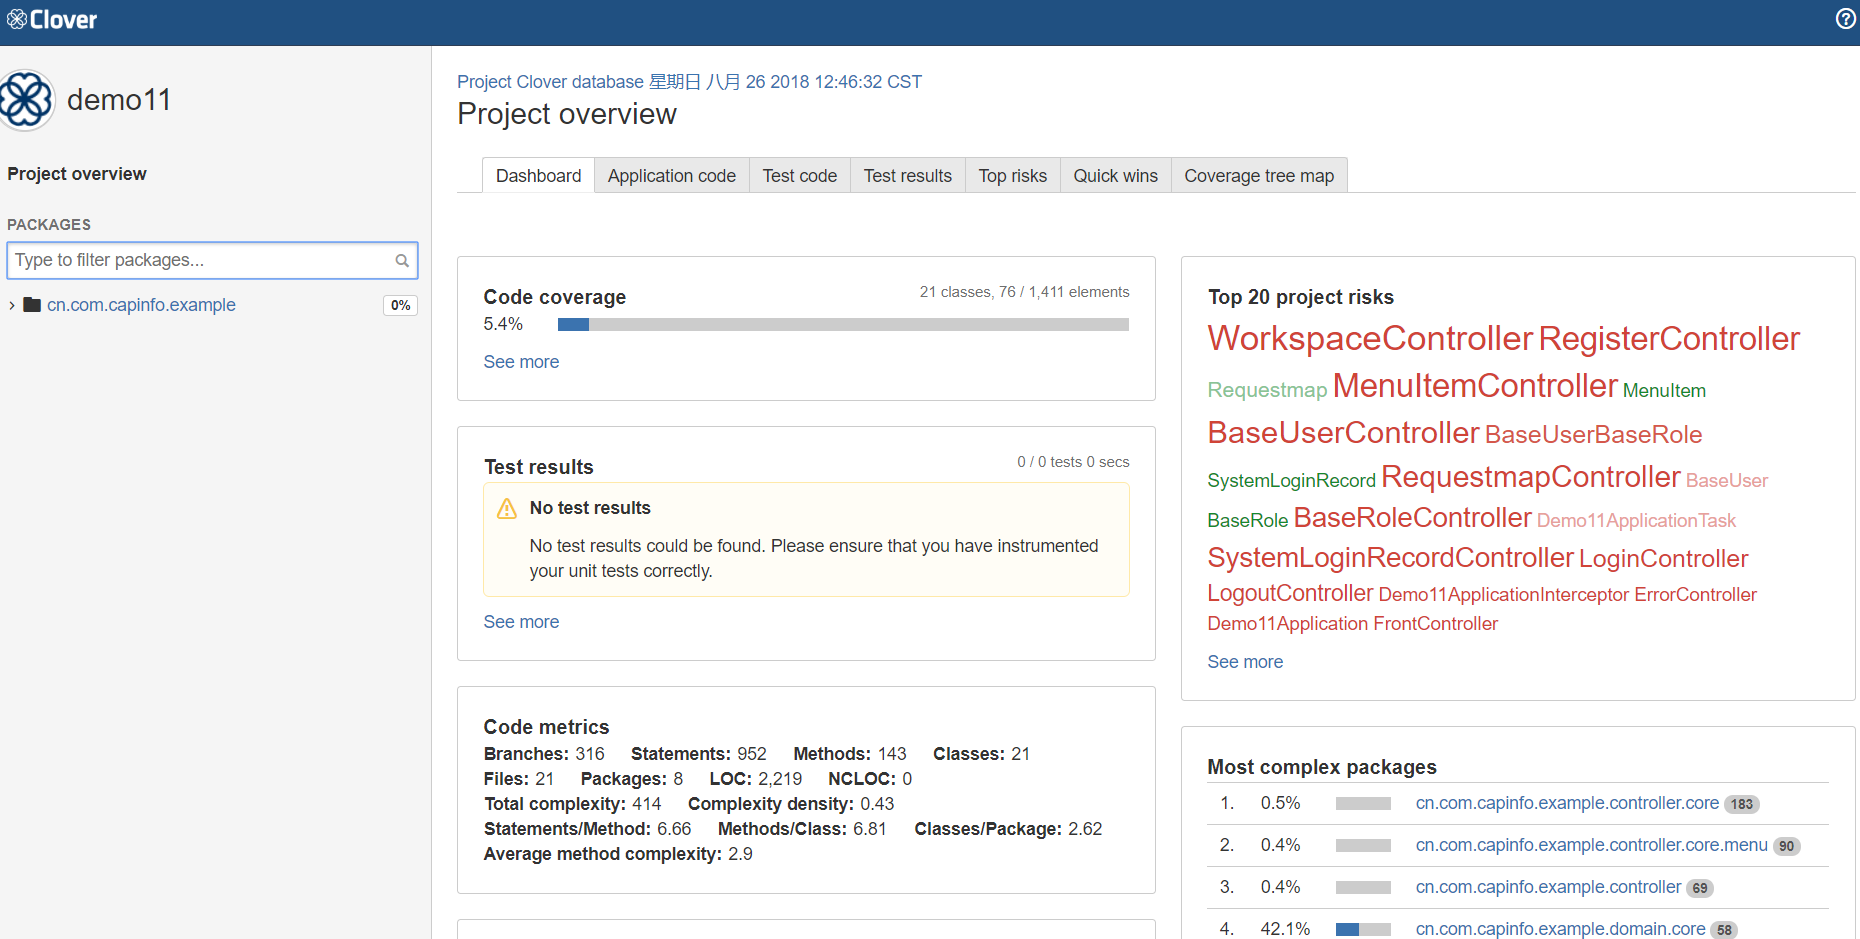 Clover
demo11
Project overview
PACKAGES
Type to filter packages...
cn.com.capinfo.example 0%
Project Clover database 星期日 八月 26 2018 12:46:32 CST
Project overview
Dashboard Application code Test code Test results Top risks Quick wins Coverage tree map
Code coverage 21 classes, 76 / 1,411 elements
5.4%
See more
Test results 0 / 0 tests 0 secs
No test results
No test results could be found. Please ensure that you have instrumented
your unit tests correctly.
See more
Code metrics
Branches: 316 Statements: 952 Methods: 143 Classes: 21
Files: 21 Packages: 8 LOC: 2,219 NCLOC: 0
Total complexity: 414 Complexity density: 0.43
Statements/Method: 6.66 Methods/Class: 6.81 Classes/Package: 2.62
Average method complexity: 2.9
Top 20 project risks
WorkspaceController RegisterController
Requestmap MenuItemController MenuItem
BaseUserController BaseUserBaseRole
SystemLoginRecord RequestmapController BaseUser
BaseRole BaseRoleController Demo11ApplicationTask
SystemLoginRecordController LoginController
LogoutController Demo11ApplicationInterceptor ErrorController
Demo11Application FrontController
See more
Most complex packages
1. 0.5% cn.com.capinfo.example.controller.core 183
2. 0.4% cn.com.capinfo.example.controller.core.menu 90
3. 0.4% cn.com.capinfo.example.controller 69
4. 42.1% cn.com.capinfo.example.domain.core 58